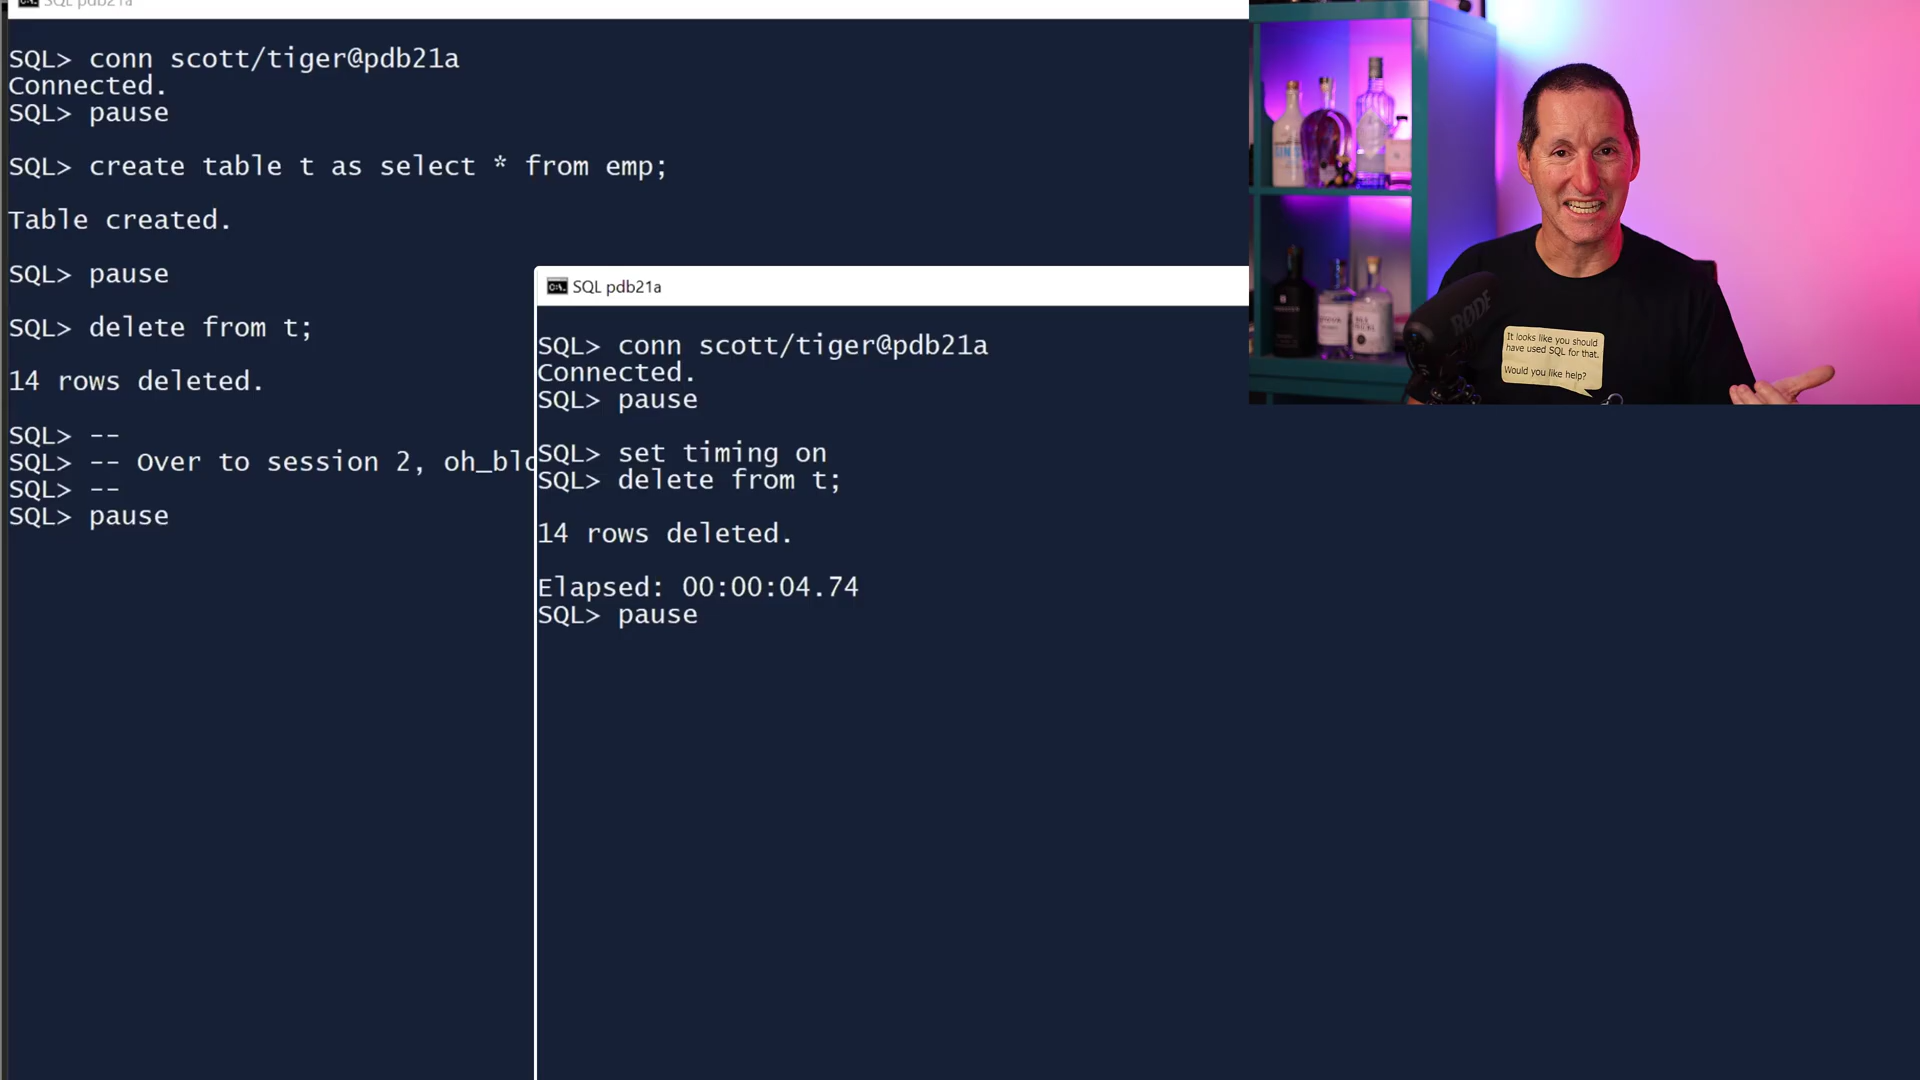 SQL pdb21a
SQL> conn scott/tiger@pdb21a
Connected.
SQL> pause
SQL> create table t as select * from emp;
Table created.
SQL> pause
SQL> delete from t;
14 rows deleted.
SQL> --
SQL> -- Over to session 2,
SQL> --
SQL> pause
SQL pdb21a
SQL> conn scott/tiger@pdb21a
Connected.
SQL> pause
SQL> set timing on
SQL> delete from t;
14 rows deleted.
Elapsed: 00:00:04.74
SQL> pause
RØDE
It looks like you should
have used SQL for that.
Would you like help?